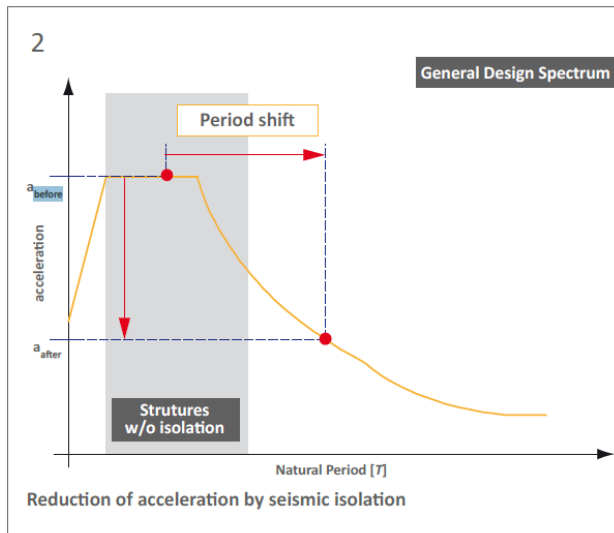 2
General Design Spectrum
Period shift
a before
acceleration
a after
Strutures
w/o isolation
Natural Period [T]
Reduction of acceleration by seismic isolation